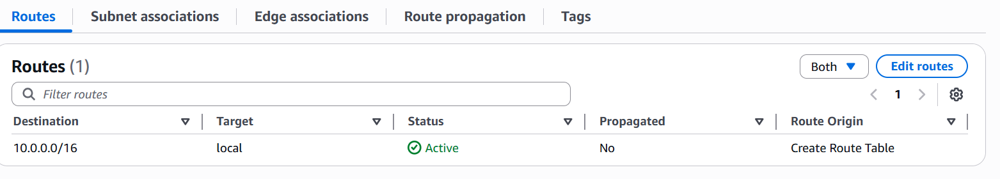 Routes Subnet associations Edge associations Route propagation Tags
Routes (1)
Both Edit routes
Filter routes
1
Destination Target Status Propagated Route Origin
10.0.0.0/16 local Active No Create Route Table